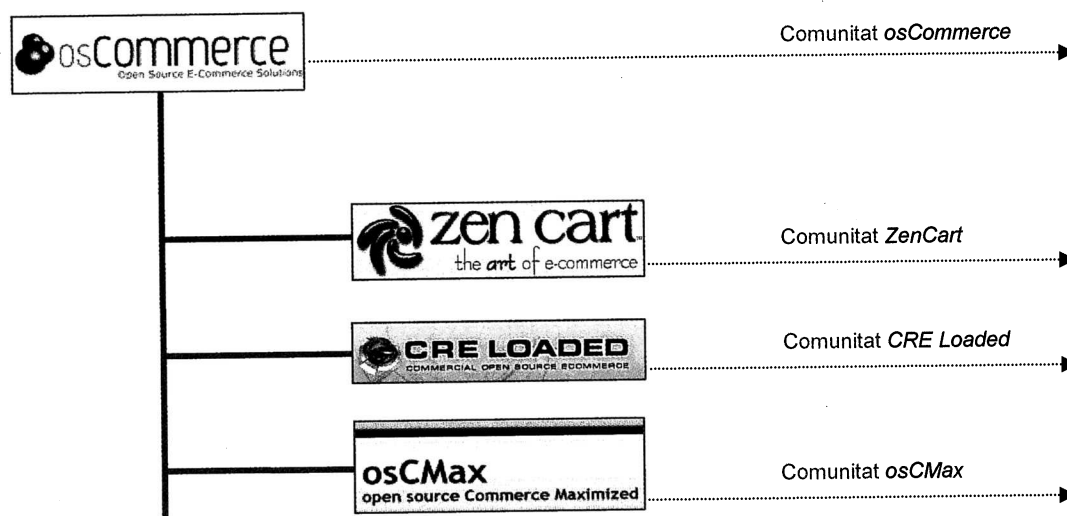 osCommerce
Open Source E-Commerce Solutions
Comunitat osCommerce
zen cart™
the art of e-commerce
Comunitat ZenCart
CRE LOADED
COMMERCIAL OPEN SOURCE ECOMMERCE
Comunitat CRE Loaded
osCMax
open source Commerce Maximized
Comunitat osCMax